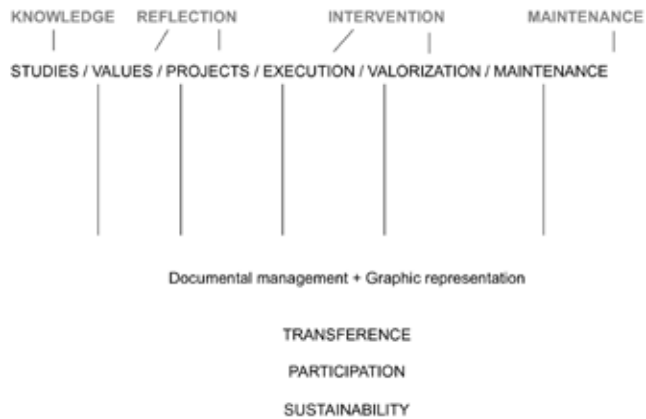 KNOWLEDGE REFLECTION INTERVENTION MAINTENANCE
STUDIES / VALUES / PROJECTS / EXECUTION / VALORIZATION / MAINTENANCE
Documental management + Graphic representation
TRANSFERENCE
PARTICIPATION
SUSTAINABILITY